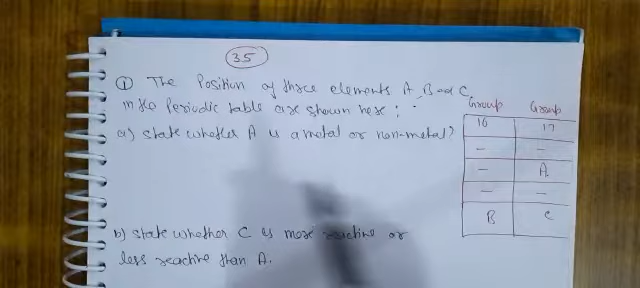 35
① The Position of three elements A, B and C
in the Periodic table are shown here :
a) state whether A is a metal or non-metal?
Group Group
16 17
- -
- A.
- -
B C
b) state whether C is more reactive or
less reactive than A.